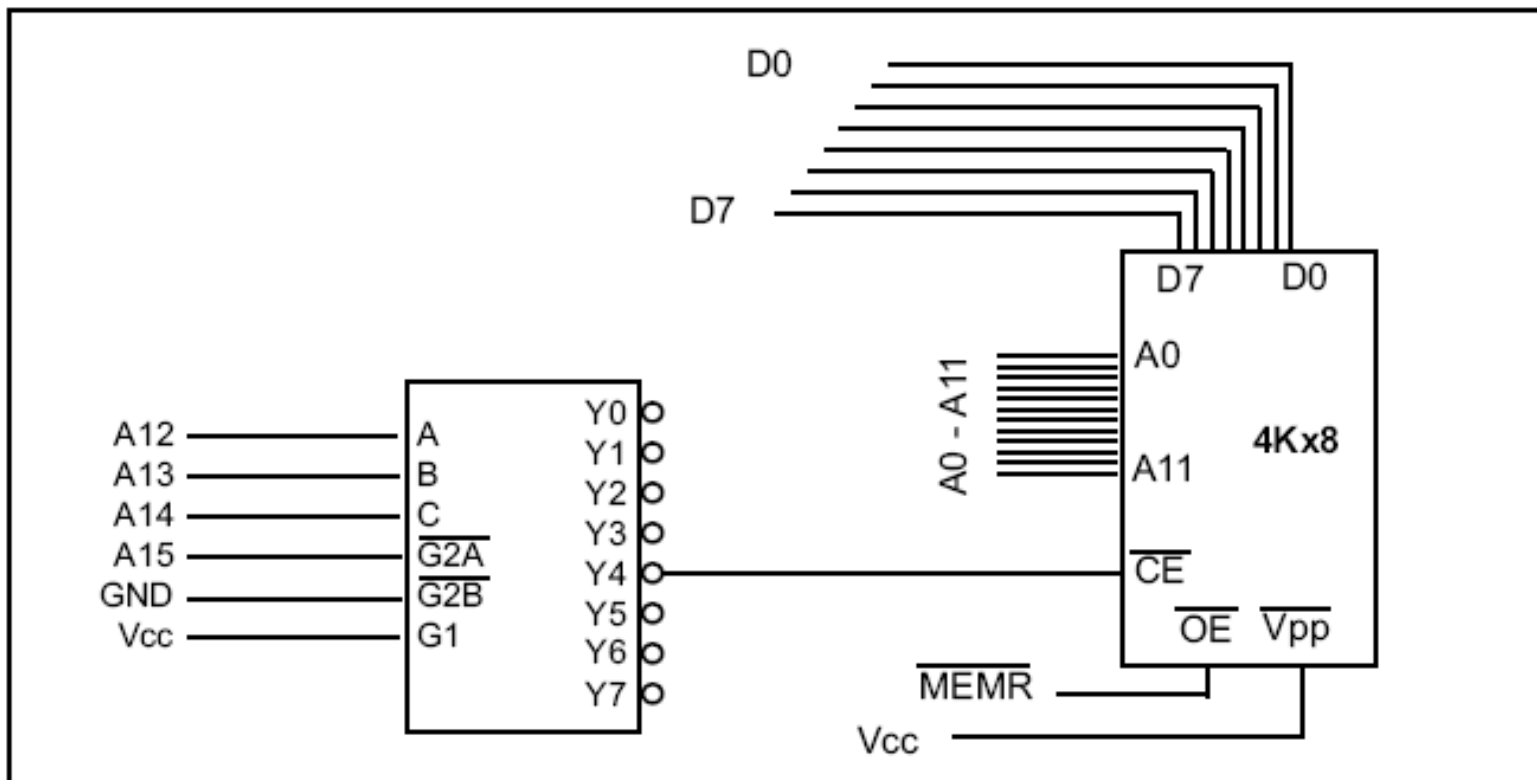 D0
D7
D7 D0
A0
A0 - A11
4Kx8
A11
Y0
A12 A
Y1
A13 B
Y2
A14 C
Y3
A15 G2A
Y4
CE
GND G2B
Y5
Vcc G1
Y6
Y7
OE Vpp
MEMR
Vcc